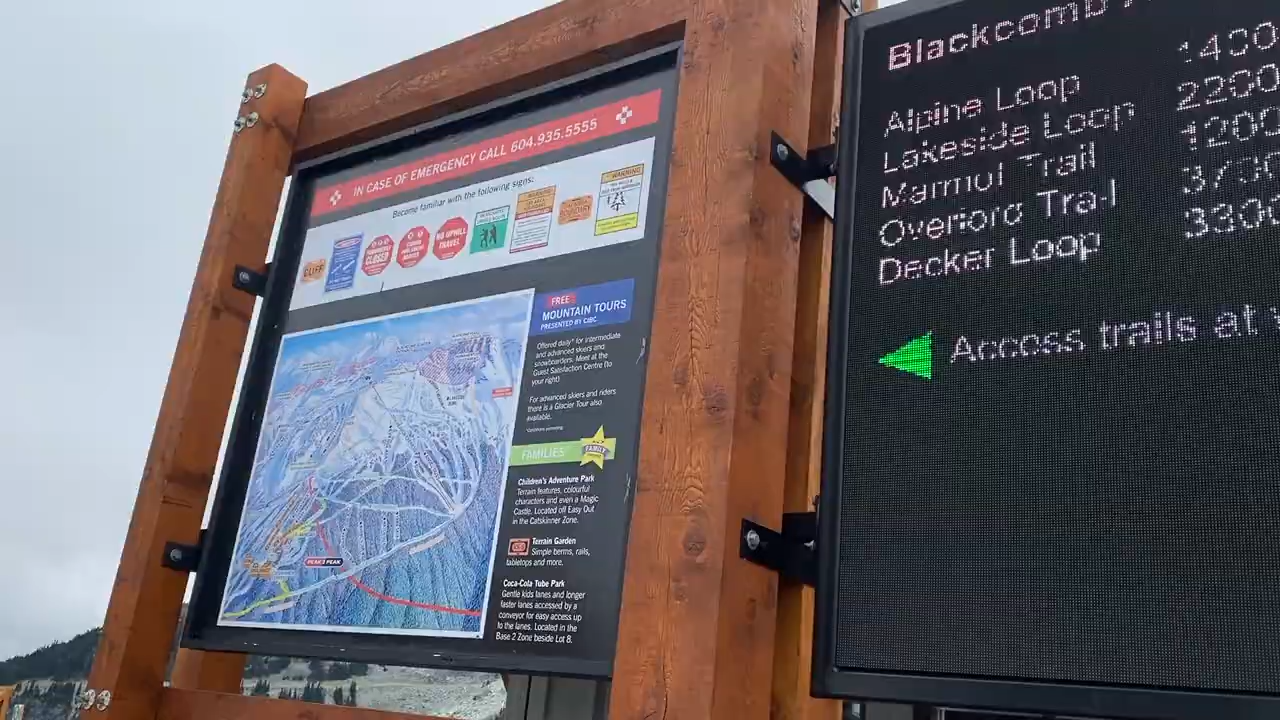 IN CASE OF EMERGENCY CALL 604.935.5555
Become familiar with the following signs:
CLIFF
CLOSED
NO UPHILL
TRAVEL
WARNING
WARNING
FREE
MOUNTAIN TOURS
PRESENTED BY CIBC
Offered daily* for intermediate
and advanced skiers and
snowboarders. Meet at the
Guest Satisfaction Centre (to
your right)
For advanced skiers and riders
there is a Glacier Tour also
available.
FAMILIES
FAMILY
Children's Adventure Park
Terrain features, colourful
characters and even a Magic
Castle. Located off Easy Out
in the Catskinner Zone.
Terrain Garden
Simple berms, rails,
tabletops and more.
Coca-Cola Tube Park
Gentle kids lanes and longer
faster lanes accessed by a
conveyor for easy access up
to the lanes. Located in the
Base 2 Zone beside Lot 8.
PEAK 2 PEAK
Blackcomb
Alpine Loop 1400
Lakeside Loop 2200
Marmot Trail 1200
Overlord Trail 3700
Decker Loop 3300
Access trails at